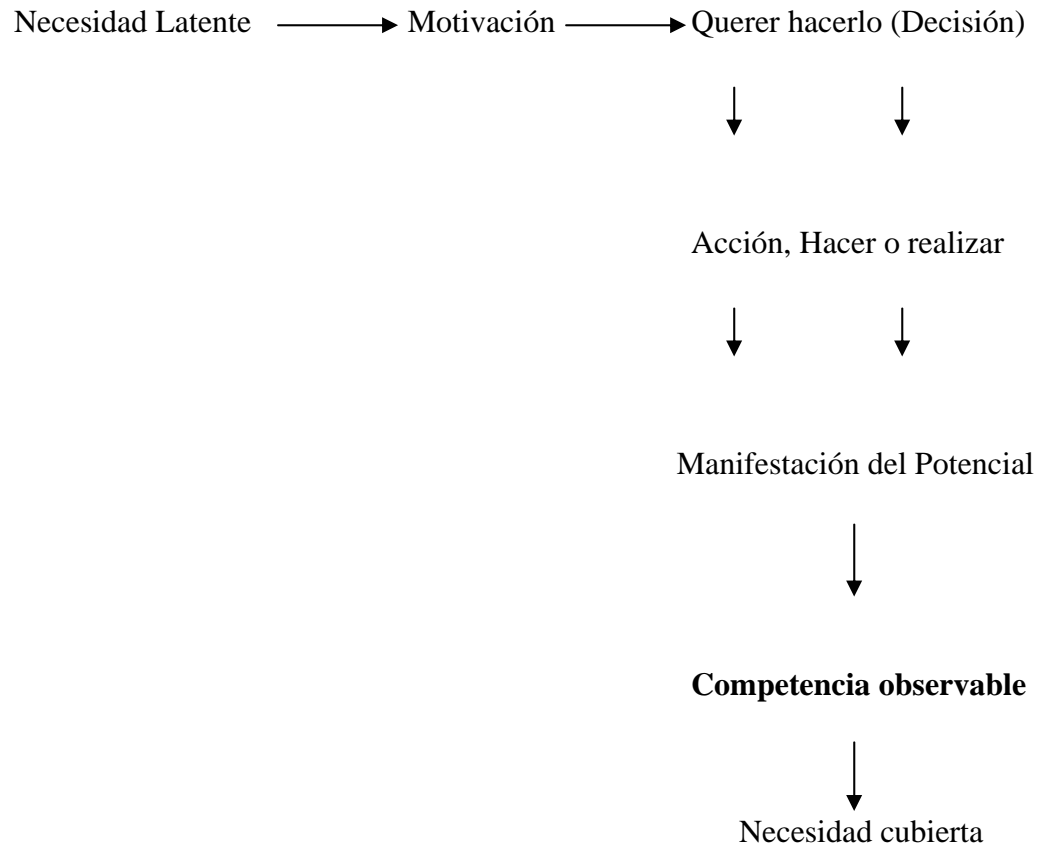 Necesidad Latente Motivación Querer hacerlo (Decisión)
Acción, Hacer o realizar
Manifestación del Potencial
Competencia observable
Necesidad cubierta